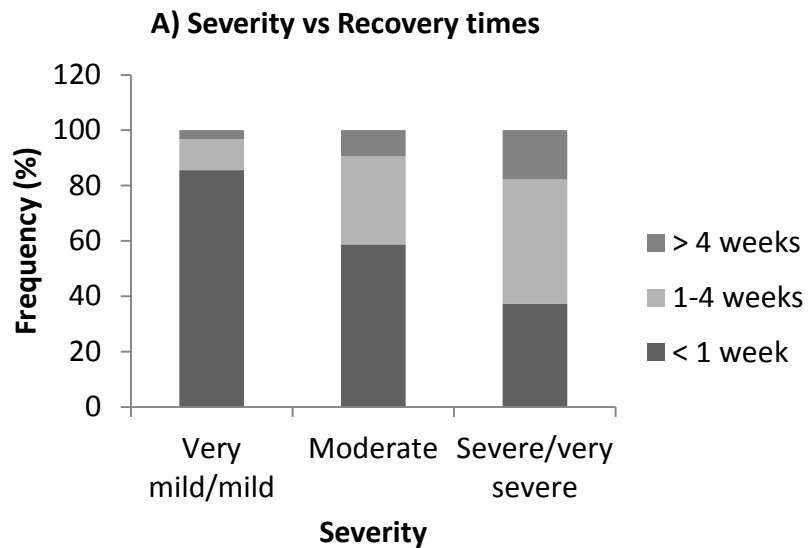 A) Severity vs Recovery times
120
100
80
60
40
20
0
Frequency (%)
> 4 weeks
1-4 weeks
< 1 week
Very
mild/mild
Moderate
Severe/very
severe
Severity